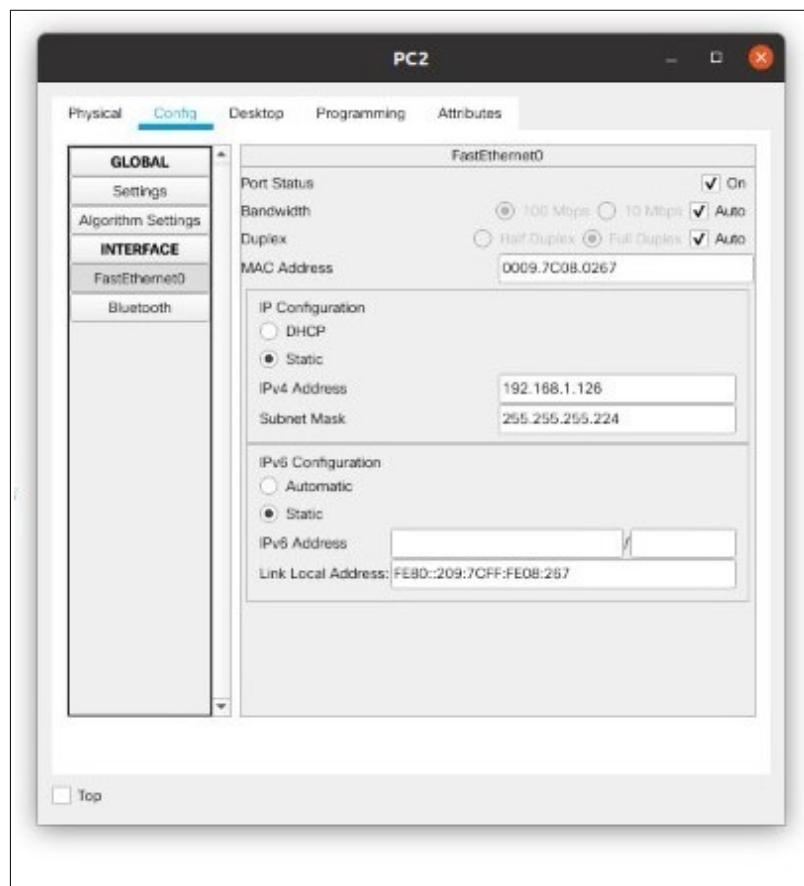 PC2
Physical Config Desktop Programming Attributes
GLOBAL
Settings
Algorithm Settings
INTERFACE
FastEthernet0
Bluetooth
FastEthernet0
Port Status On
Bandwidth 100 Mbps 10 Mbps Auto
Duplex Half Duplex Full Duplex Auto
MAC Address 0009.7C08.0267
IP Configuration
DHCP
Static
IPv4 Address 192.168.1.126
Subnet Mask 255.255.255.224
IPv6 Configuration
Automatic
Static
IPv6 Address /
Link Local Address: FE80::209:7CFF:FE08:267
Top